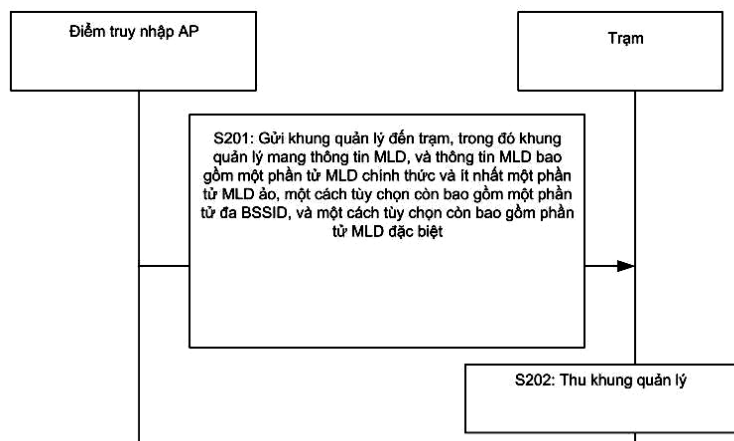 Điểm truy nhập AP
Trạm
S201: Gửi khung quản lý đến trạm, trong đó khung
quản lý mang thông tin MLD, và thông tin MLD bao
gồm một phần tử MLD chính thức và ít nhất một phần
tử MLD ảo, một cách tùy chọn còn bao gồm một phần
tử đa BSSID, và một cách tùy chọn còn bao gồm phần
tử MLD đặc biệt
S202: Thu khung quản lý